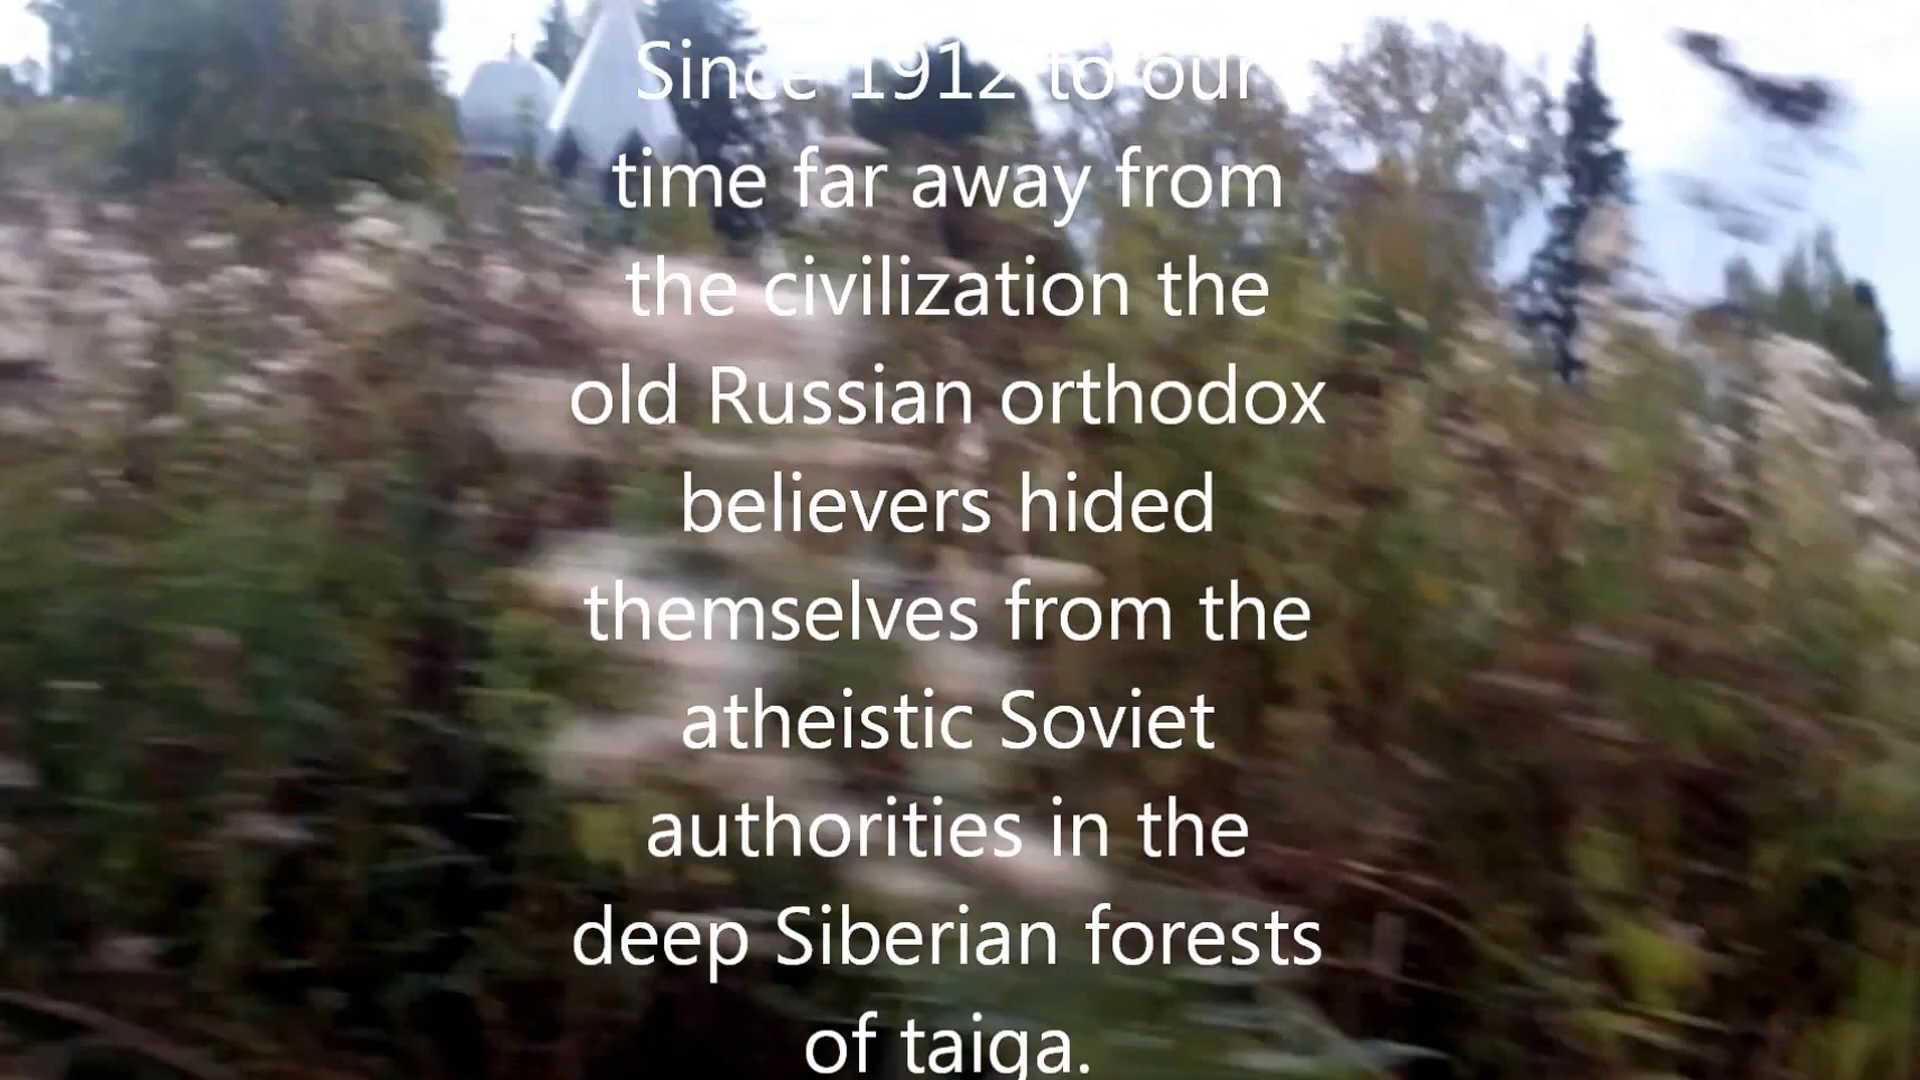 Since 1912 to our
time far away from
the civilization the
old Russian orthodox
believers hided
themselves from the
atheistic Soviet
authorities in the
deep Siberian forests
of taiga.